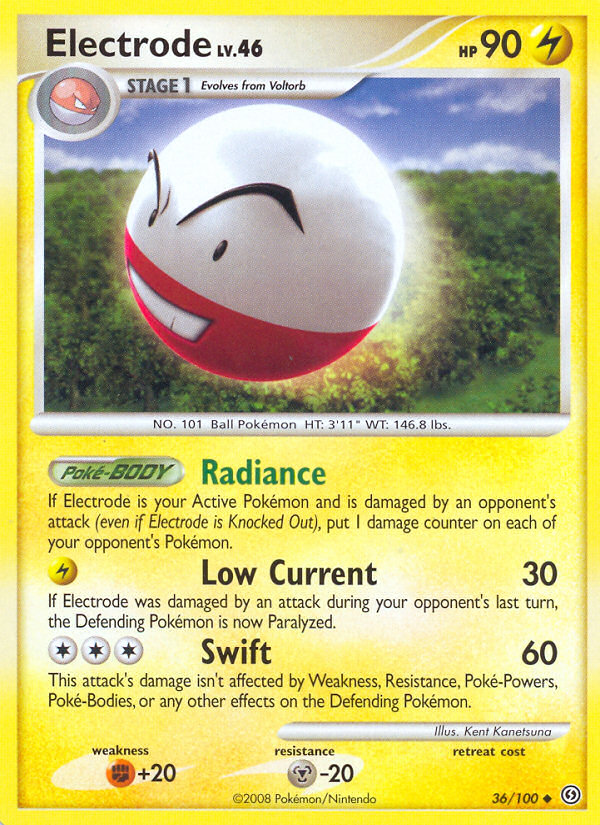 Electrode LV.46
HP 90
STAGE 1 Evolves from Voltorb
NO. 101 Ball Pokémon HT: 3'11" WT: 146.8 lbs.
Poké-BODY Radiance
If Electrode is your Active Pokémon and is damaged by an opponent's
attack (even if Electrode is Knocked Out), put 1 damage counter on each of
your opponent's Pokémon.
Low Current 30
If Electrode was damaged by an attack during your opponent's last turn,
the Defending Pokémon is now Paralyzed.
Swift 60
This attack's damage isn't affected by Weakness, Resistance, Poké-Powers,
Poké-Bodies, or any other effects on the Defending Pokémon.
Illus. Kent Kanetsuna
weakness resistance retreat cost
+20 -20
©2008 Pokémon/Nintendo 36/100